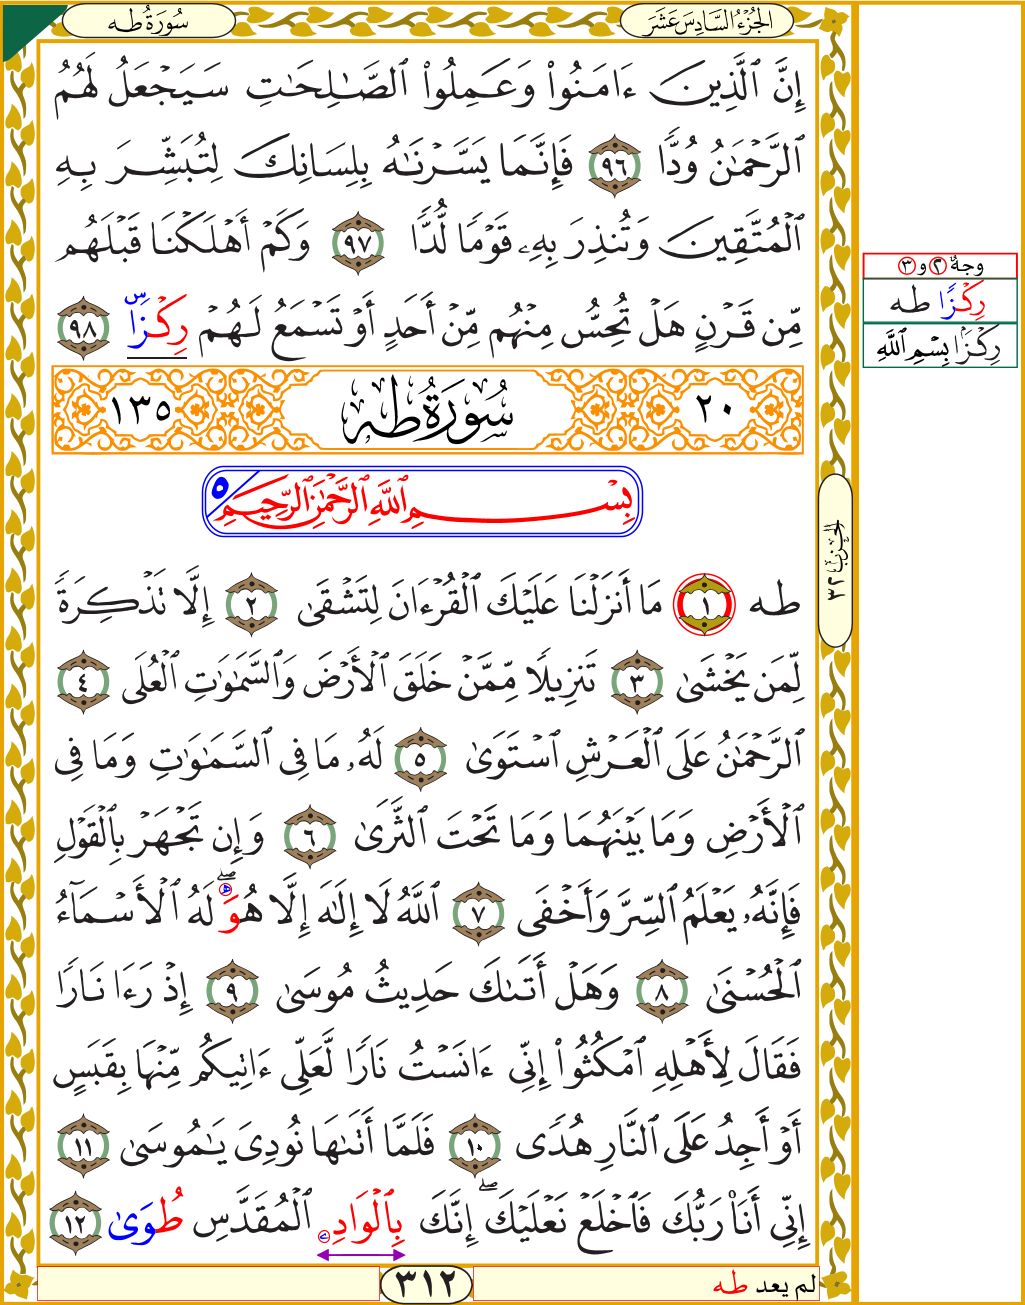 سُورَةُ طه
الجُزْءُ السَّادِسَ عَشَرَ
إِنَّ ٱلَّذِينَ ءَامَنُوا۟ وَعَمِلُوا۟ ٱلصَّـٰلِحَـٰتِ سَيَجْعَلُ لَهُمُ
ٱلرَّحْمَـٰنُ وُدًّا ٩٦ فَإِنَّمَا يَسَّرْنَـٰهُ بِلِسَانِكَ لِتُبَشِّرَ بِهِ
ٱلْمُتَّقِينَ وَتُنذِرَ بِهِۦ قَوْمًا لُّدًّا ٩٧ وَكَمْ أَهْلَكْنَا قَبْلَهُم
مِّن قَرْنٍ هَلْ تُحِسُّ مِنْهُم مِّنْ أَحَدٍ أَوْ تَسْمَعُ لَهُمْ رِكْزًا ۜ ٩٨
٢٠ سُورَةُ طه ١٣٥
بِسْمِ ٱللَّهِ ٱلرَّحْمَـٰنِ ٱلرَّحِيمِ ٥
طه ١ مَا أَنزَلْنَا عَلَيْكَ ٱلْقُرْءَانَ لِتَشْقَى ٢ إِلَّا تَذْكِرَةً
لِّمَن يَخْشَىٰ ٣ تَنزِيلًا مِّمَّنْ خَلَقَ ٱلْأَرْضَ وَٱلسَّمَـٰوَٰتِ ٱلْعُلَى ٤
ٱلرَّحْمَـٰنُ عَلَى ٱلْعَرْشِ ٱسْتَوَىٰ ٥ لَهُۥ مَا فِى ٱلسَّمَـٰوَٰتِ وَمَا فِى
ٱلْأَرْضِ وَمَا بَيْنَهُمَا وَمَا تَحْتَ ٱلثَّرَىٰ ٦ وَإِن تَجْهَرْ بِٱلْقَوْلِ
فَإِنَّهُۥ يَعْلَمُ ٱلسِّرَّ وَأَخْفَى ٧ ٱللَّهُ لَا إِلَـٰهَ إِلَّا هُوَ ۖ لَهُ ٱلْأَسْمَآءُ
ٱلْحُسْنَىٰ ٨ وَهَلْ أَتَىٰكَ حَدِيثُ مُوسَىٰ ٩ إِذْ رَءَا نَارًا
فَقَالَ لِأَهْلِهِ ٱمْكُثُوا۟ إِنِّى ءَانَسْتُ نَارًا لَّعَلِّى ءَاتِيكُم مِّنْهَا بِقَبَسٍ
أَوْ أَجِدُ عَلَى ٱلنَّارِ هُدًى ١٠ فَلَمَّا أَتَىٰهَا نُودِىَ يَـٰمُوسَىٰ ١١
إِنِّى أَنَا۠ رَبُّكَ فَٱخْلَعْ نَعْلَيْكَ ۖ إِنَّكَ بِٱلْوَادِۦ ٱلْمُقَدَّسِ طُوَىٰ ١٢
لم يعد طه
٣١٢
الحِزْب ٣٢
وجهٌ ٢ و ٣
رِكْزًا طه
رِكْزًا بِسْمِ ٱللَّهِ